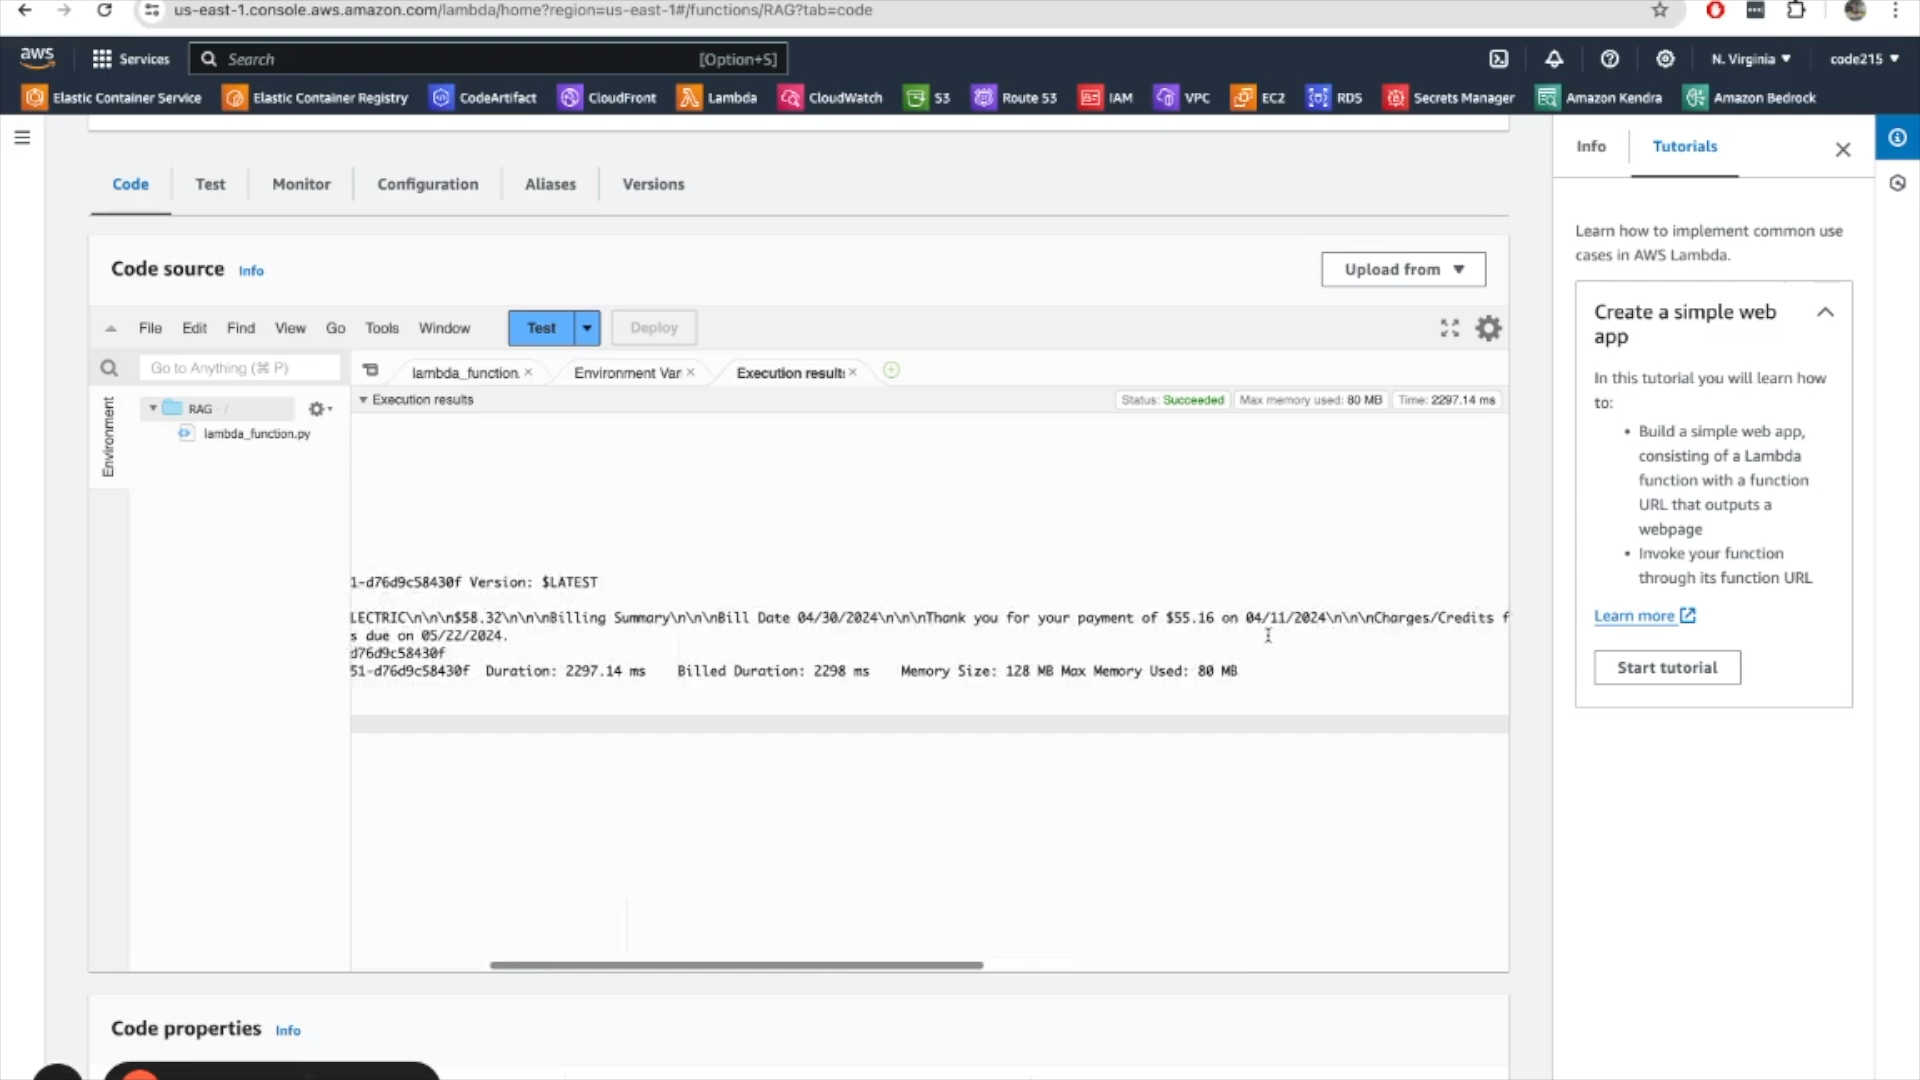 us-east-1.console.aws.amazon.com/lambda/home?region=us-east-1#/functions/RAG?tab=code
aws
Services
Search
[Option+S]
N. Virginia
code215
Elastic Container Service
Elastic Container Registry
CodeArtifact
CloudFront
Lambda
CloudWatch
S3
Route 53
IAM
VPC
EC2
RDS
Secrets Manager
Amazon Kendra
Amazon Bedrock
Code
Test
Monitor
Configuration
Aliases
Versions
Code source Info
Upload from
File Edit Find View Go Tools Window
Test
Deploy
Go to Anything (⌘ P)
lambda_function.
Environment Var
Execution result:
Environment
RAG - /
lambda_function.py
Execution results
Status: Succeeded
Max memory used: 80 MB
Time: 2297.14 ms
1-d76d9c58430f Version: $LATEST
LECTRIC\n\n\n$58.32\n\n\nBilling Summary\n\n\nBill Date 04/30/2024\n\n\nThank you for your payment of $55.16 on 04/11/2024\n\n\nCharges/Credits f
s due on 05/22/2024.
d76d9c58430f
51-d76d9c58430f Duration: 2297.14 ms Billed Duration: 2298 ms Memory Size: 128 MB Max Memory Used: 80 MB
Code properties Info
Info
Tutorials
Learn how to implement common use
cases in AWS Lambda.
Create a simple web
app
In this tutorial you will learn how
to:
• Build a simple web app,
consisting of a Lambda
function with a function
URL that outputs a
webpage
• Invoke your function
through its function URL
Learn more
Start tutorial